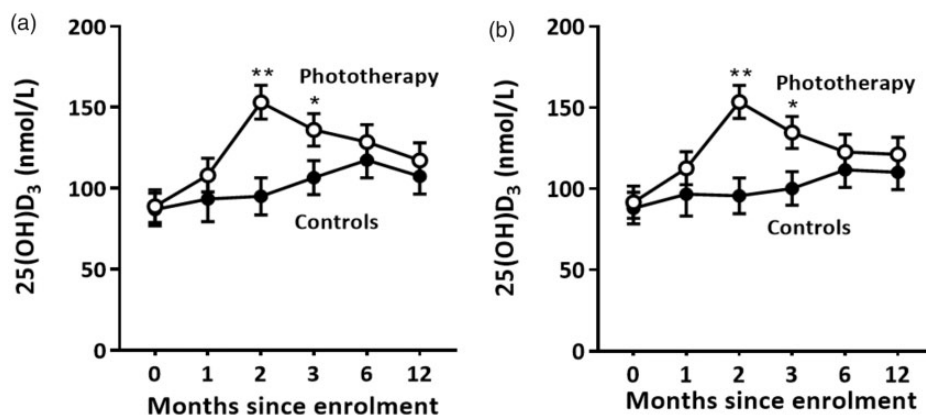 (a)
200
150
100
50
0
25(OH)D₃ (nmol/L)
**
Phototherapy
*
Controls
0 1 2 3 6 12
Months since enrolment
(b)
200
150
100
50
0
25(OH)D₃ (nmol/L)
**
Phototherapy
*
Controls
0 1 2 3 6 12
Months since enrolment